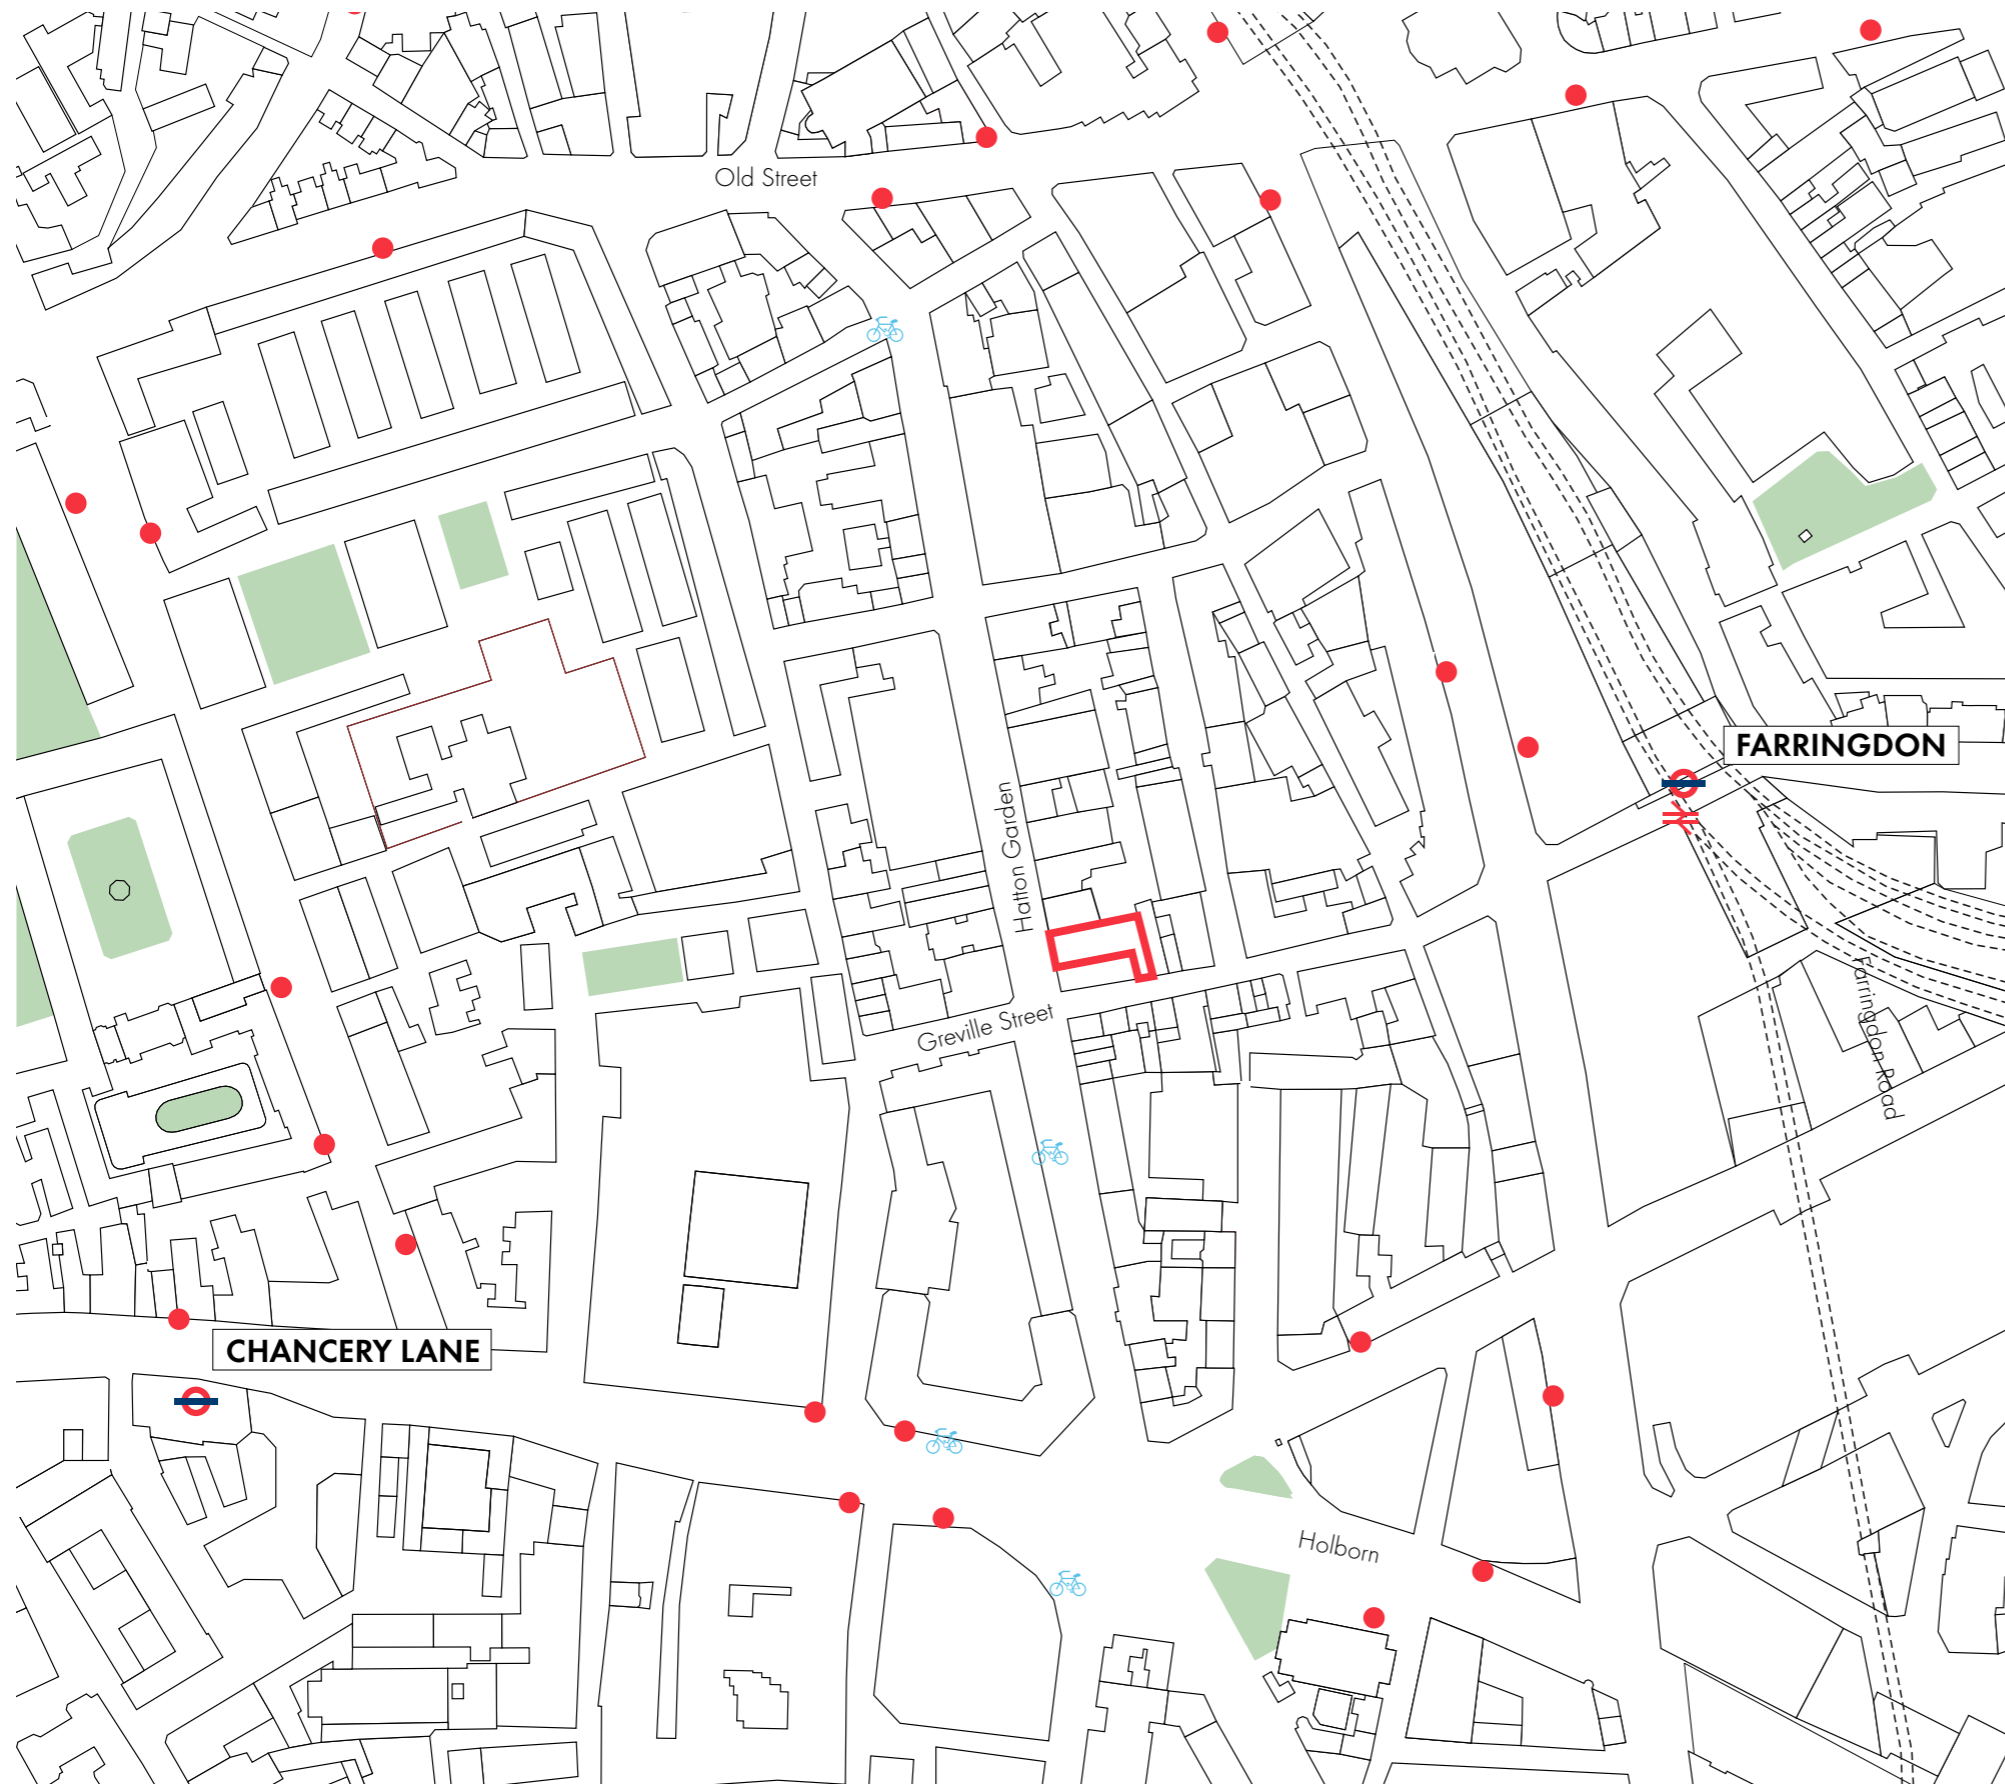 Old Street
FARRINGDON
Hatton Garden
Farringdon Road
Greville Street
CHANCERY LANE
Holborn